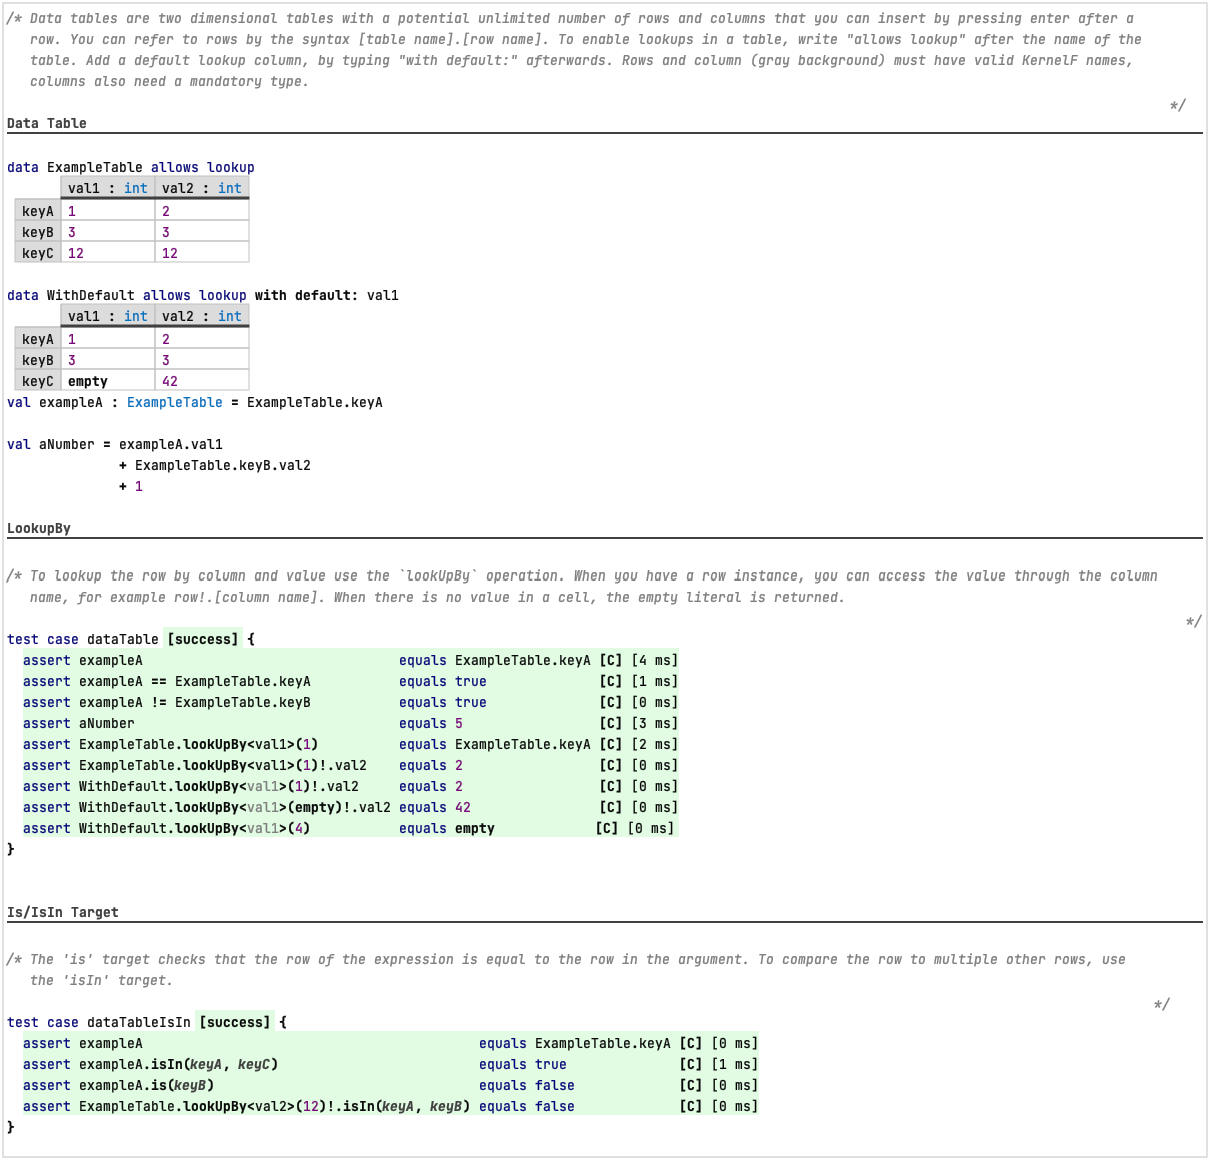 /* Data tables are two dimensional tables with a potential unlimited number of rows and columns that you can insert by pressing enter after a
row. You can refer to rows by the syntax [table name].[row name]. To enable lookups in a table, write "allows lookup" after the name of the
table. Add a default lookup column, by typing "with default:" afterwards. Rows and column (gray background) must have valid KernelF names,
columns also need a mandatory type.
*/
Data Table
data ExampleTable allows lookup
val1 : int val2 : int
keyA 1 2
keyB 3 3
keyC 12 12
data WithDefault allows lookup with default: val1
val1 : int val2 : int
keyA 1 2
keyB 3 3
keyC empty 42
val exampleA : ExampleTable = ExampleTable.keyA
val aNumber = exampleA.val1
+ ExampleTable.keyB.val2
+ 1
LookupBy
/* To lookup the row by column and value use the `lookUpBy` operation. When you have a row instance, you can access the value through the column
name, for example row!.[column name]. When there is no value in a cell, the empty literal is returned.
*/
test case dataTable [success] {
assert exampleA equals ExampleTable.keyA [C] [4 ms]
assert exampleA == ExampleTable.keyA equals true [C] [1 ms]
assert exampleA != ExampleTable.keyB equals true [C] [0 ms]
assert aNumber equals 5 [C] [3 ms]
assert ExampleTable.lookUpBy<val1>(1) equals ExampleTable.keyA [C] [2 ms]
assert ExampleTable.lookUpBy<val1>(1)!.val2 equals 2 [C] [0 ms]
assert WithDefault.lookUpBy<val1>(1)!.val2 equals 2 [C] [0 ms]
assert WithDefault.lookUpBy<val1>(empty)!.val2 equals 42 [C] [0 ms]
assert WithDefault.lookUpBy<val1>(4) equals empty [C] [0 ms]
}
Is/IsIn Target
/* The 'is' target checks that the row of the expression is equal to the row in the argument. To compare the row to multiple other rows, use
the 'isIn' target.
*/
test case dataTableIsIn [success] {
assert exampleA equals ExampleTable.keyA [C] [0 ms]
assert exampleA.isIn(keyA, keyC) equals true [C] [1 ms]
assert exampleA.is(keyB) equals false [C] [0 ms]
assert ExampleTable.lookUpBy<val2>(12)!.isIn(keyA, keyB) equals false [C] [0 ms]
}